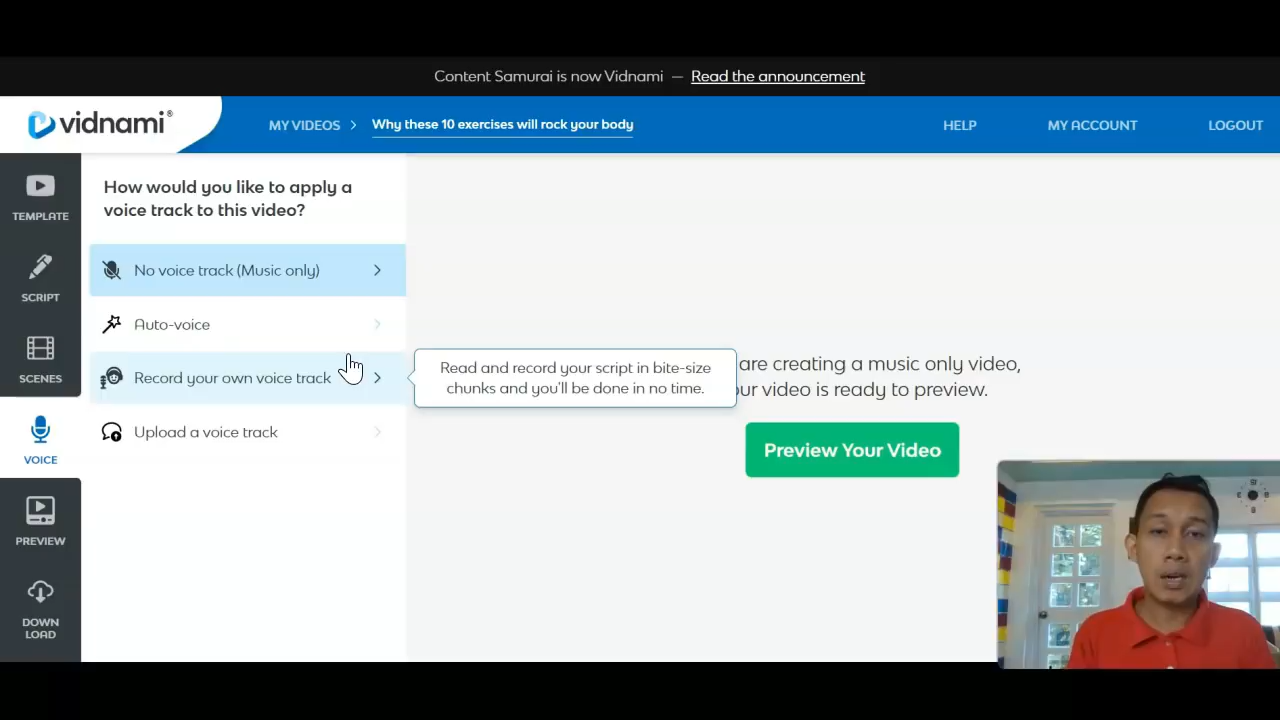 Content Samurai is now Vidnami — Read the announcement
vidnami®
MY VIDEOS > Why these 10 exercises will rock your body
HELP
MY ACCOUNT
LOGOUT
TEMPLATE
SCRIPT
SCENES
VOICE
PREVIEW
DOWN
LOAD
How would you like to apply a
voice track to this video?
No voice track (Music only)
Auto-voice
Record your own voice track
Upload a voice track
Read and record your script in bite-size
chunks and you'll be done in no time.
are creating a music only video,
video is ready to preview.
Preview Your Video